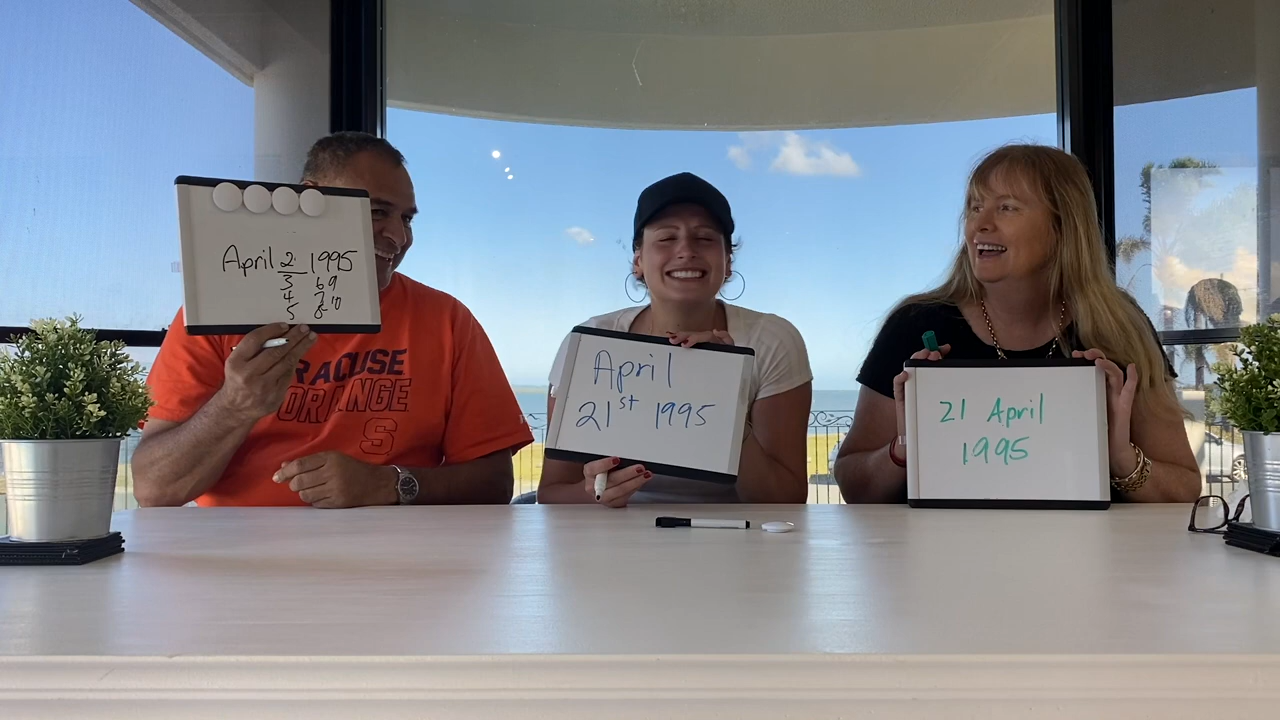 April 2 1995
3 6 9
4 7 10
5 8
RACUSE
ORANGE
S
April
21st 1995
21 April
1995